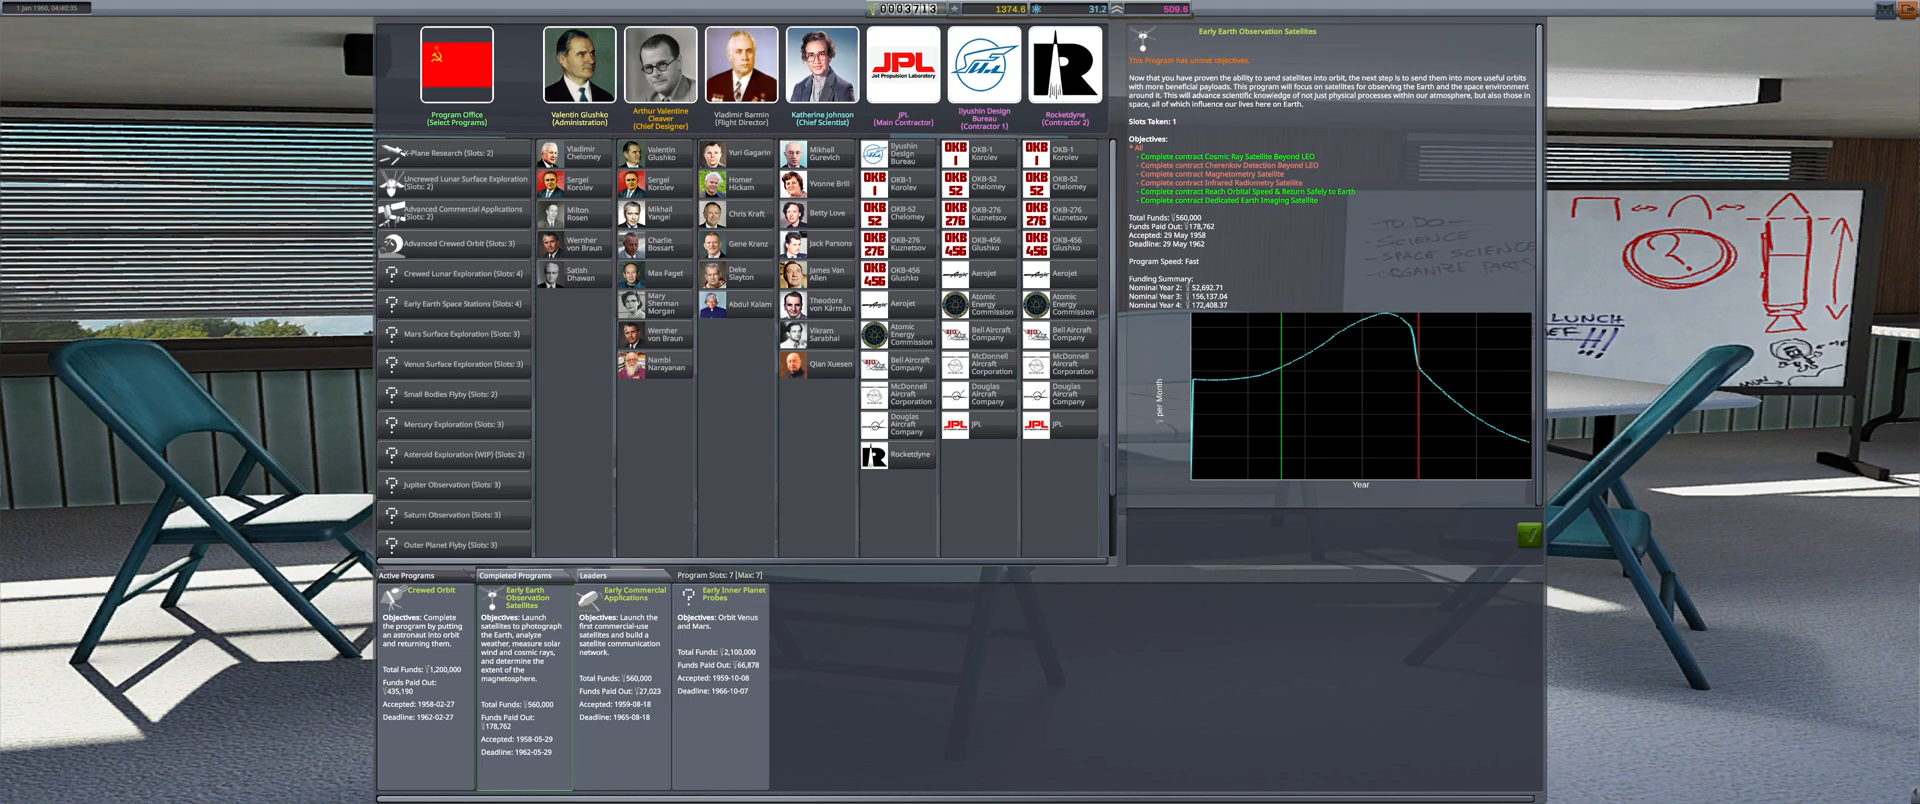 1 Jan 1960, 04:40:35
0003713
1374.6
31.2
509.6
Program Office
(Select Programs)
Valentin Glushko
(Administration)
Arthur Valentine
Cleaver
(Chief Designer)
Vladimir Barmin
(Flight Director)
Katherine Johnson
(Chief Scientist)
JPL
Jet Propulsion Laboratory
JPL
(Main Contractor)
Ilyushin Design
Bureau
(Contractor 1)
R
Rocketdyne
(Contractor 2)
X-Plane Research (Slots: 2)
Uncrewed Lunar Surface Exploration
(Slots: 2)
Advanced Commercial Applications
(Slots: 2)
Advanced Crewed Orbit (Slots: 3)
Crewed Lunar Exploration (Slots: 4)
Early Earth Space Stations (Slots: 4)
Mars Surface Exploration (Slots: 3)
Venus Surface Exploration (Slots: 3)
Small Bodies Flyby (Slots: 2)
Mercury Exploration (Slots: 3)
Asteroid Exploration (WIP) (Slots: 2)
Jupiter Observation (Slots: 3)
Saturn Observation (Slots: 3)
Outer Planet Flyby (Slots: 3)
Vladimir
Chelomey
Sergei
Korolev
Milton
Rosen
Wernher
von Braun
Satish
Dhawan
Valentin
Glushko
Sergei
Korolev
Mikhail
Yangel
Charlie
Bossart
Max Faget
Mary
Sherman
Morgan
Wernher
von Braun
Nambi
Narayanan
Yuri Gagarin
Homer
Hickam
Chris Kraft
Gene Kranz
Deke
Slayton
Abdul Kalam
Mikhail
Gurevich
Yvonne Brill
Betty Love
Jack Parsons
James Van
Allen
Theodore
von Kármán
Vikram
Sarabhai
Qian Xuesen
Ilyushin
Design
Bureau
OKB
1
OKB-1
Korolev
OKB
52
OKB-52
Chelomey
OKB
276
OKB-276
Kuznetsov
OKB
456
OKB-456
Glushko
Aerojet
Atomic
Energy
Commission
Bell Aircraft
Company
McDonnell
Aircraft
Corporation
Douglas
Aircraft
Company
R
Rocketdyne
OKB
1
OKB-1
Korolev
OKB
52
OKB-52
Chelomey
OKB
276
OKB-276
Kuznetsov
OKB
456
OKB-456
Glushko
Aerojet
Atomic
Energy
Commission
Bell Aircraft
Company
McDonnell
Aircraft
Corporation
Douglas
Aircraft
Company
JPL
JPL
OKB
1
OKB-1
Korolev
OKB
52
OKB-52
Chelomey
OKB
276
OKB-276
Kuznetsov
OKB
456
OKB-456
Glushko
Aerojet
Atomic
Energy
Commission
Bell Aircraft
Company
McDonnell
Aircraft
Corporation
Douglas
Aircraft
Company
JPL
JPL
Early Earth Observation Satellites
This Program has unmet objectives.
Now that you have proven the ability to send satellites into orbit, the next step is to send them into more useful orbits
with more beneficial payloads. This program will focus on satellites for observing the Earth and the space environment
around it. This will advance scientific knowledge of not just physical processes within our atmosphere, but also those in
space, all of which influence our lives here on Earth.
Slots Taken: 1
Objectives:
* All
- Complete contract Cosmic Ray Satellite Beyond LEO
- Complete contract Cherenkov Detection Beyond LEO
- Complete contract Magnetometry Satellite
- Complete contract Infrared Radiometry Satellite
- Complete contract Reach Orbital Speed & Return Safely to Earth
- Complete contract Dedicated Earth Imaging Satellite
Total Funds: 560,000
Funds Paid Out: 178,762
Accepted: 29 May 1958
Deadline: 29 May 1962
Program Speed: Fast
Funding Summary:
Nominal Year 2: 52,692.71
Nominal Year 3: 156,137.04
Nominal Year 4: 172,408.37
per Month
Year
-TO DO-
- SCIENCE
- SPACE SCIENCE
- ORGANIZE PARTS
LUNCH
!!!
?
Active Programs
Completed Programs
Leaders
Program Slots: 7 [Max: 7]
Crewed Orbit
Objectives: Complete
the program by putting
an astronaut into orbit
and returning them.
Total Funds: 1,200,000
Funds Paid Out:
435,190
Accepted: 1958-02-27
Deadline: 1962-02-27
Early Earth
Observation
Satellites
Objectives: Launch
satellites to photograph
the Earth, analyze
weather, measure solar
wind and cosmic rays,
and determine the
extent of the
magnetosphere.
Total Funds: 560,000
Funds Paid Out:
178,762
Accepted: 1958-05-29
Deadline: 1962-05-29
Early Commercial
Applications
Objectives: Launch the
first commercial-use
satellites and build a
satellite communication
network.
Total Funds: 560,000
Funds Paid Out: 27,023
Accepted: 1959-08-18
Deadline: 1965-08-18
Early Inner Planet
Probes
Objectives: Orbit Venus
and Mars.
Total Funds: 2,100,000
Funds Paid Out: 66,878
Accepted: 1959-10-08
Deadline: 1966-10-07